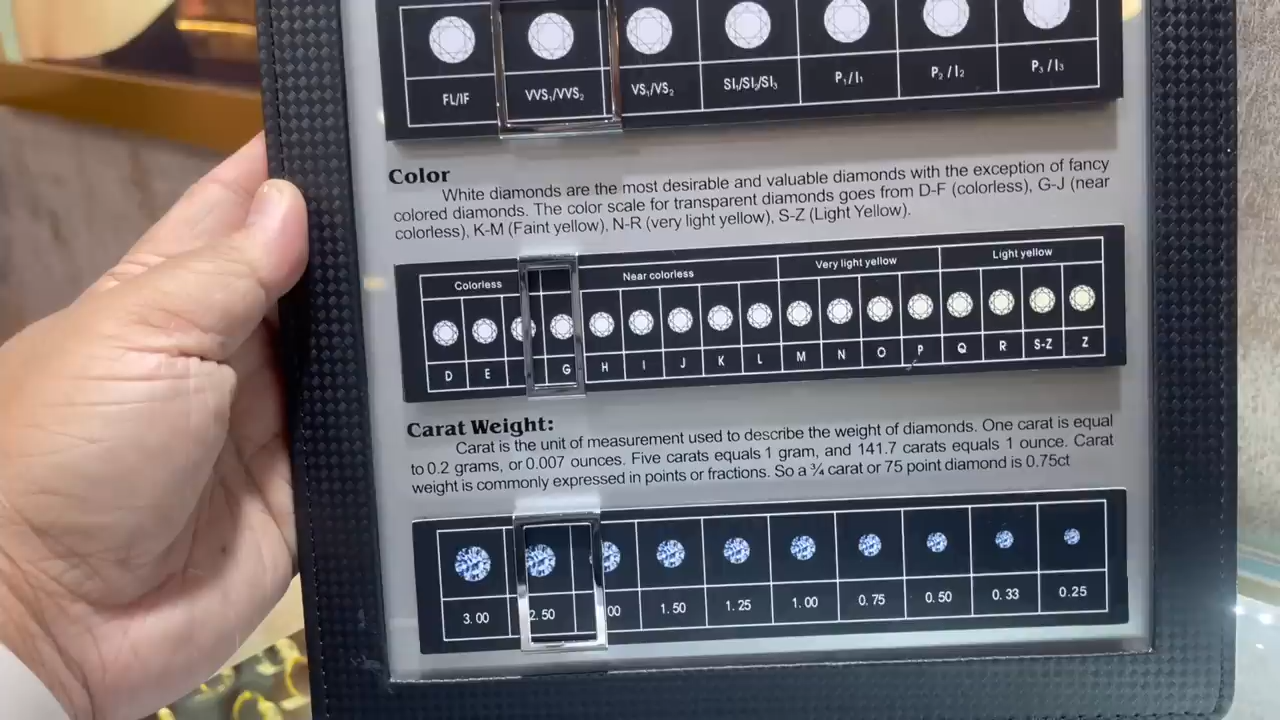 FL/IF VVS₁/VVS₂ VS₁/VS₂ SI₁/SI₂/SI₃ P₁/I₁ P₂/I₂ P₃/I₃
Color
White diamonds are the most desirable and valuable diamonds with the exception of fancy
colored diamonds. The color scale for transparent diamonds goes from D-F (colorless), G-J (near
colorless), K-M (Faint yellow), N-R (very light yellow), S-Z (Light Yellow).
Colorless Near colorless Very light yellow Light yellow
D E G H I J K L M N O P Q R S-Z Z
Carat Weight:
Carat is the unit of measurement used to describe the weight of diamonds. One carat is equal
to 0.2 grams, or 0.007 ounces. Five carats equals 1 gram, and 141.7 carats equals 1 ounce. Carat
weight is commonly expressed in points or fractions. So a ¾ carat or 75 point diamond is 0.75ct
3.00 2.50 00 1.50 1.25 1.00 0.75 0.50 0.33 0.25